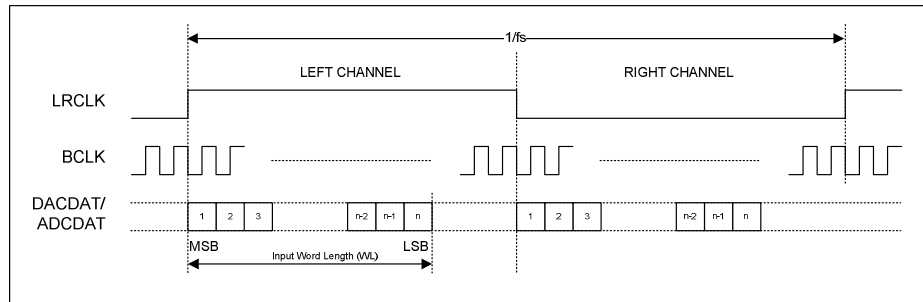 1/fs
LEFT CHANNEL RIGHT CHANNEL
LRCLK
BCLK
DACDAT/
ADCDAT
1 2 3 n-2 n-1 n 1 2 3 n-2 n-1 n
MSB LSB
Input Word Length (WL)